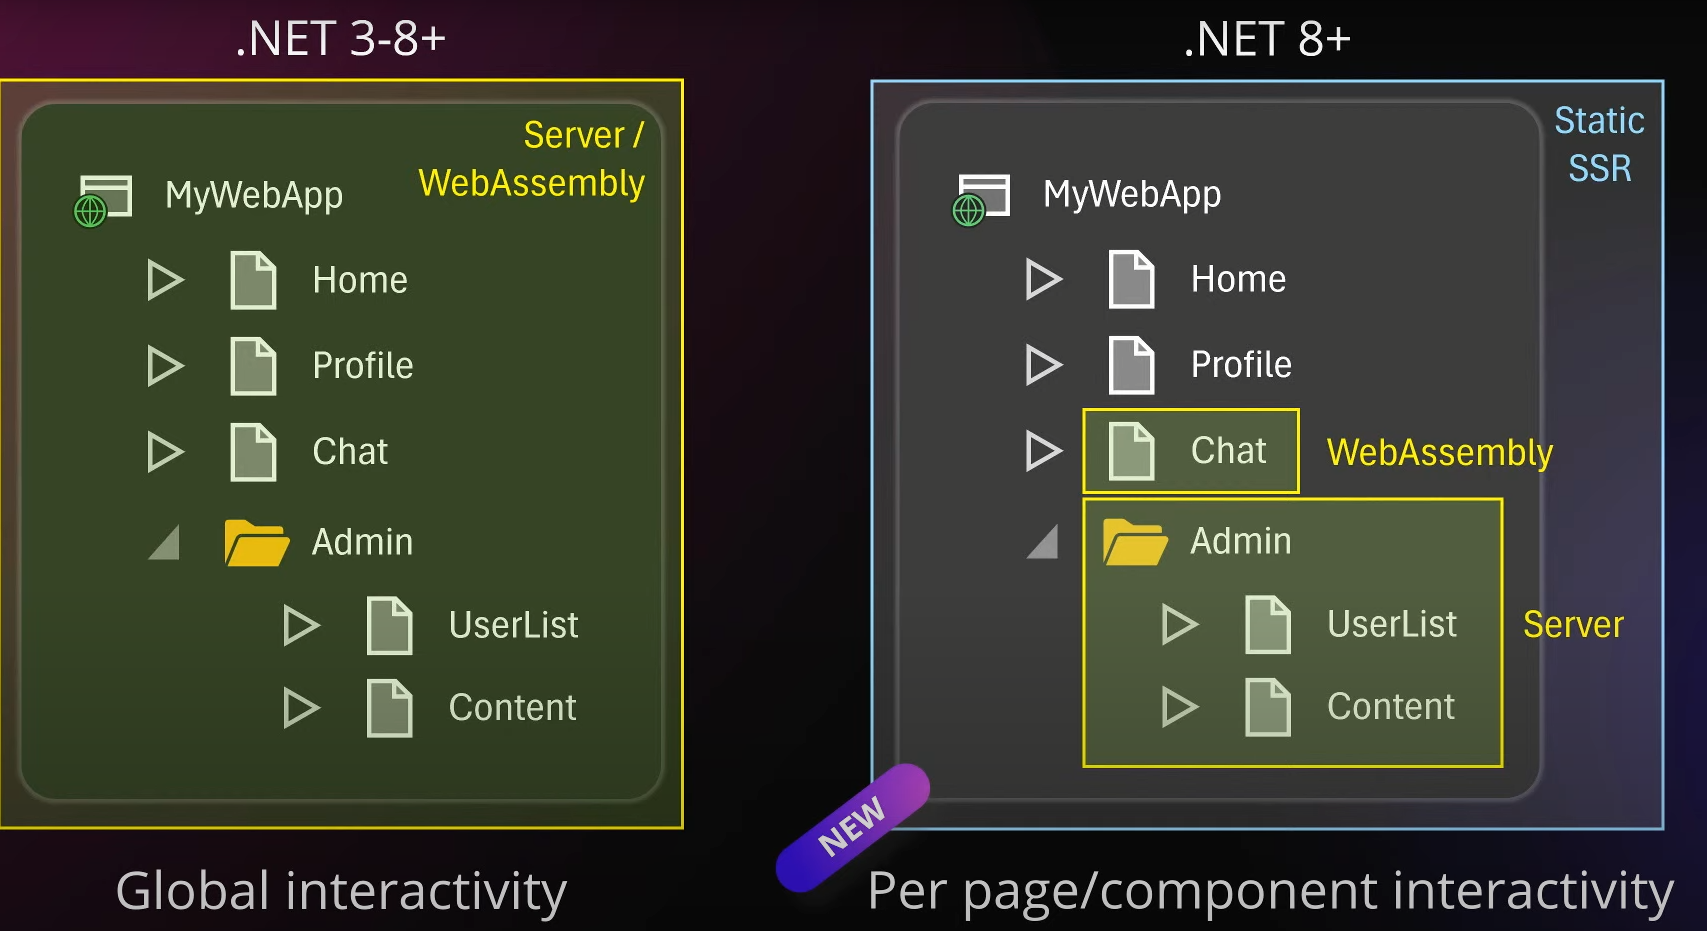 .NET 3-8+
Server /
WebAssembly
MyWebApp
Home
Profile
Chat
Admin
UserList
Content
Global interactivity
.NET 8+
Static
SSR
MyWebApp
Home
Profile
Chat
WebAssembly
Admin
UserList
Server
Content
NEW
Per page/component interactivity